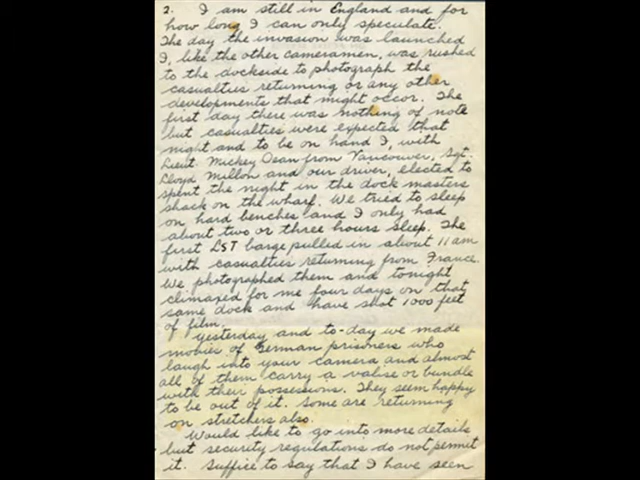 2. I am still in England and for
how long I can only speculate.
The day the invasion was launched
I, like the other cameramen, was rushed
to the dockside to photograph the
casualties returning or any other
developments that might occur. The
first day there was nothing of note
but casualties were expected that
night and to be on hand I, with
Lieut. Mickey Dean from Vancouver, Sgt.
Lloyd Millon and our driver, elected to
spent the night in the dock masters
shack on the wharf. We tried to sleep
on hard benches and I only had
about two or three hours sleep. The
first LST barge pulled in about 11 am
with casualties returning from France.
We photographed them and tonight
climaxed for me four days on that
same dock and have shot 1000 feet
of film.
Yesterday and to-day we made
movies of German prisoners who
laugh into your camera and almost
all of them carry a valise or bundle
with their possessions. They seem happy
to be out of it. Some are returning
on stretchers also.
Would like to go into more details
but security regulations do not permit
it. Suffice to say that I have seen